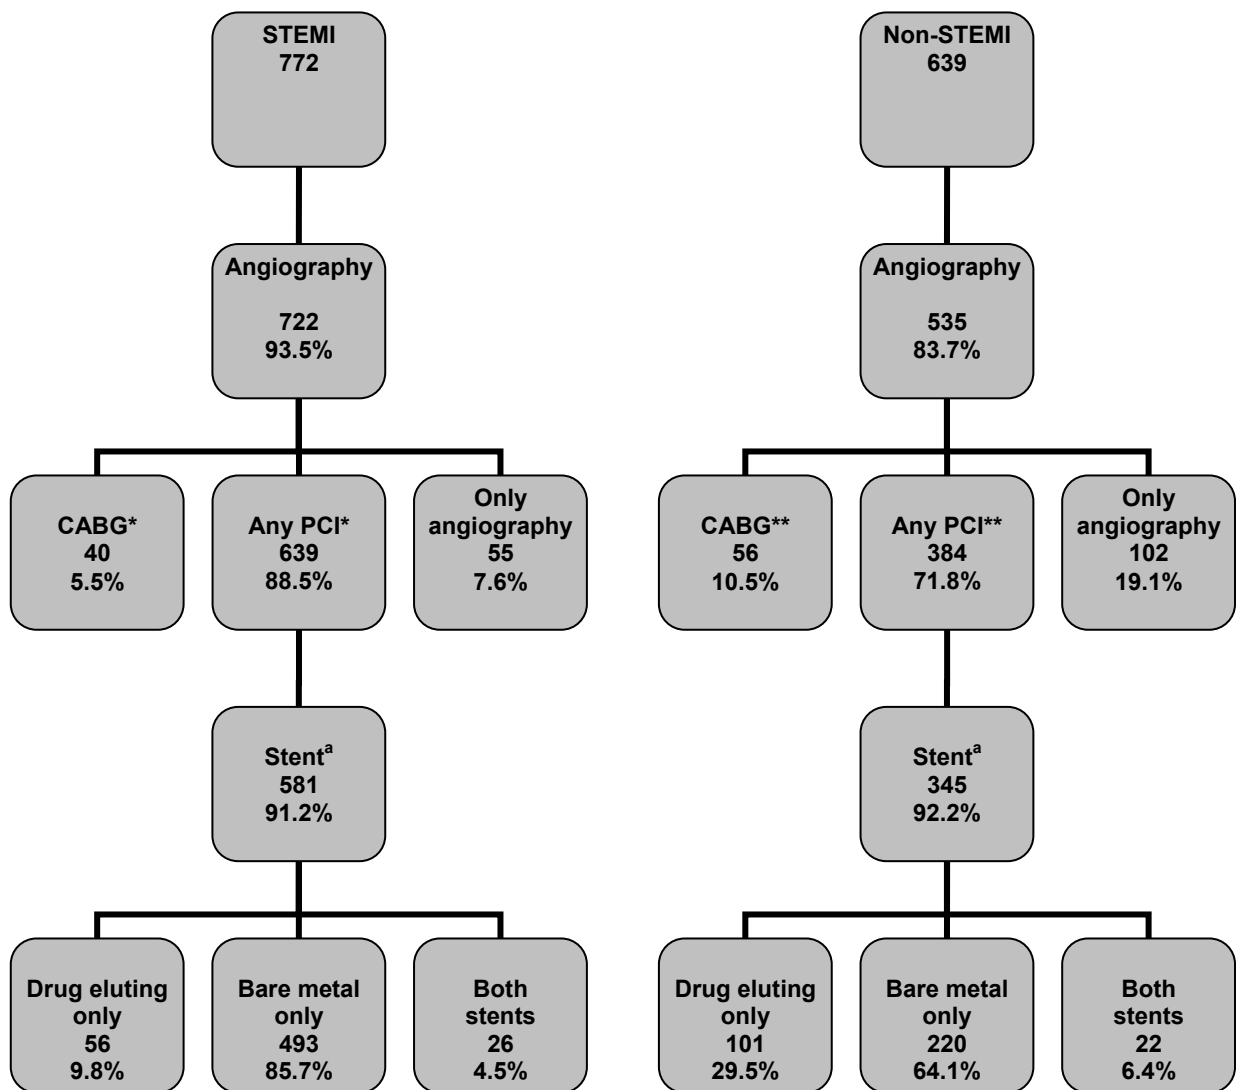 STEMI
772
Non-STEMI
639
Angiography
722
93.5%
Angiography
535
83.7%
CABG*
40
5.5%
Any PCI*
639
88.5%
Only
angiography
55
7.6%
CABG**
56
10.5%
Any PCI**
384
71.8%
Only
angiography
102
19.1%
Stentᵃ
581
91.2%
Stentᵃ
345
92.2%
Drug eluting
only
56
9.8%
Bare metal
only
493
85.7%
Both
stents
26
4.5%
Drug eluting
only
101
29.5%
Bare metal
only
220
64.1%
Both
stents
22
6.4%